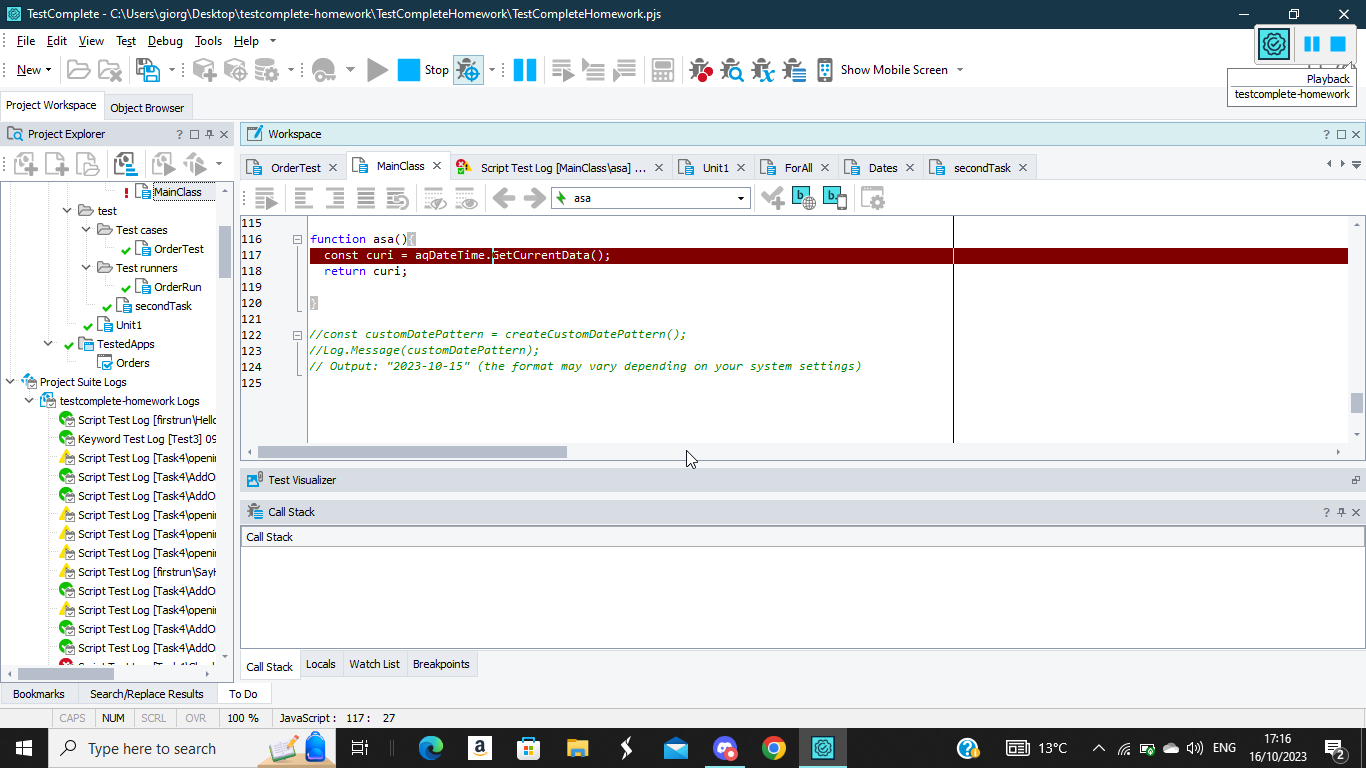 TestComplete - C:\Users\giorg\Desktop\testcomplete-homework\TestCompleteHomework\TestCompleteHomework.pjs
File Edit View Test Debug Tools Help
New Stop Show Mobile Screen
Playback
testcomplete-homework
Project Workspace Object Browser
Project Explorer
Workspace
OrderTest MainClass Script Test Log [MainClass\asa] ... Unit1 ForAll Dates secondTask
asa
MainClass
test
Test cases
OrderTest
Test runners
OrderRun
secondTask
Unit1
TestedApps
Orders
Project Suite Logs
testcomplete-homework Logs
Script Test Log [firstrun\Hello
Keyword Test Log [Test3] 09
Script Test Log [Task4\openi
Script Test Log [Task4\AddO
Script Test Log [Task4\AddO
Script Test Log [Task4\openi
Script Test Log [Task4\openi
Script Test Log [Task4\openi
Script Test Log [firstrun\SayH
Script Test Log [Task4\AddO
Script Test Log [Task4\openi
Script Test Log [Task4\AddO
Script Test Log [Task4\AddO
115
116 function asa(){
117 const curi = aqDateTime.GetCurrentData();
118 return curi;
119
120 }
121
122 //const customDatePattern = createCustomDatePattern();
123 //Log.Message(customDatePattern);
124 // Output: "2023-10-15" (the format may vary depending on your system settings)
125
Test Visualizer
Call Stack
Call Stack
Call Stack Locals Watch List Breakpoints
Bookmarks Search/Replace Results To Do
CAPS NUM SCRL OVR 100 % JavaScript : 117 : 27
Type here to search
13°C ENG 17:16
16/10/2023
2